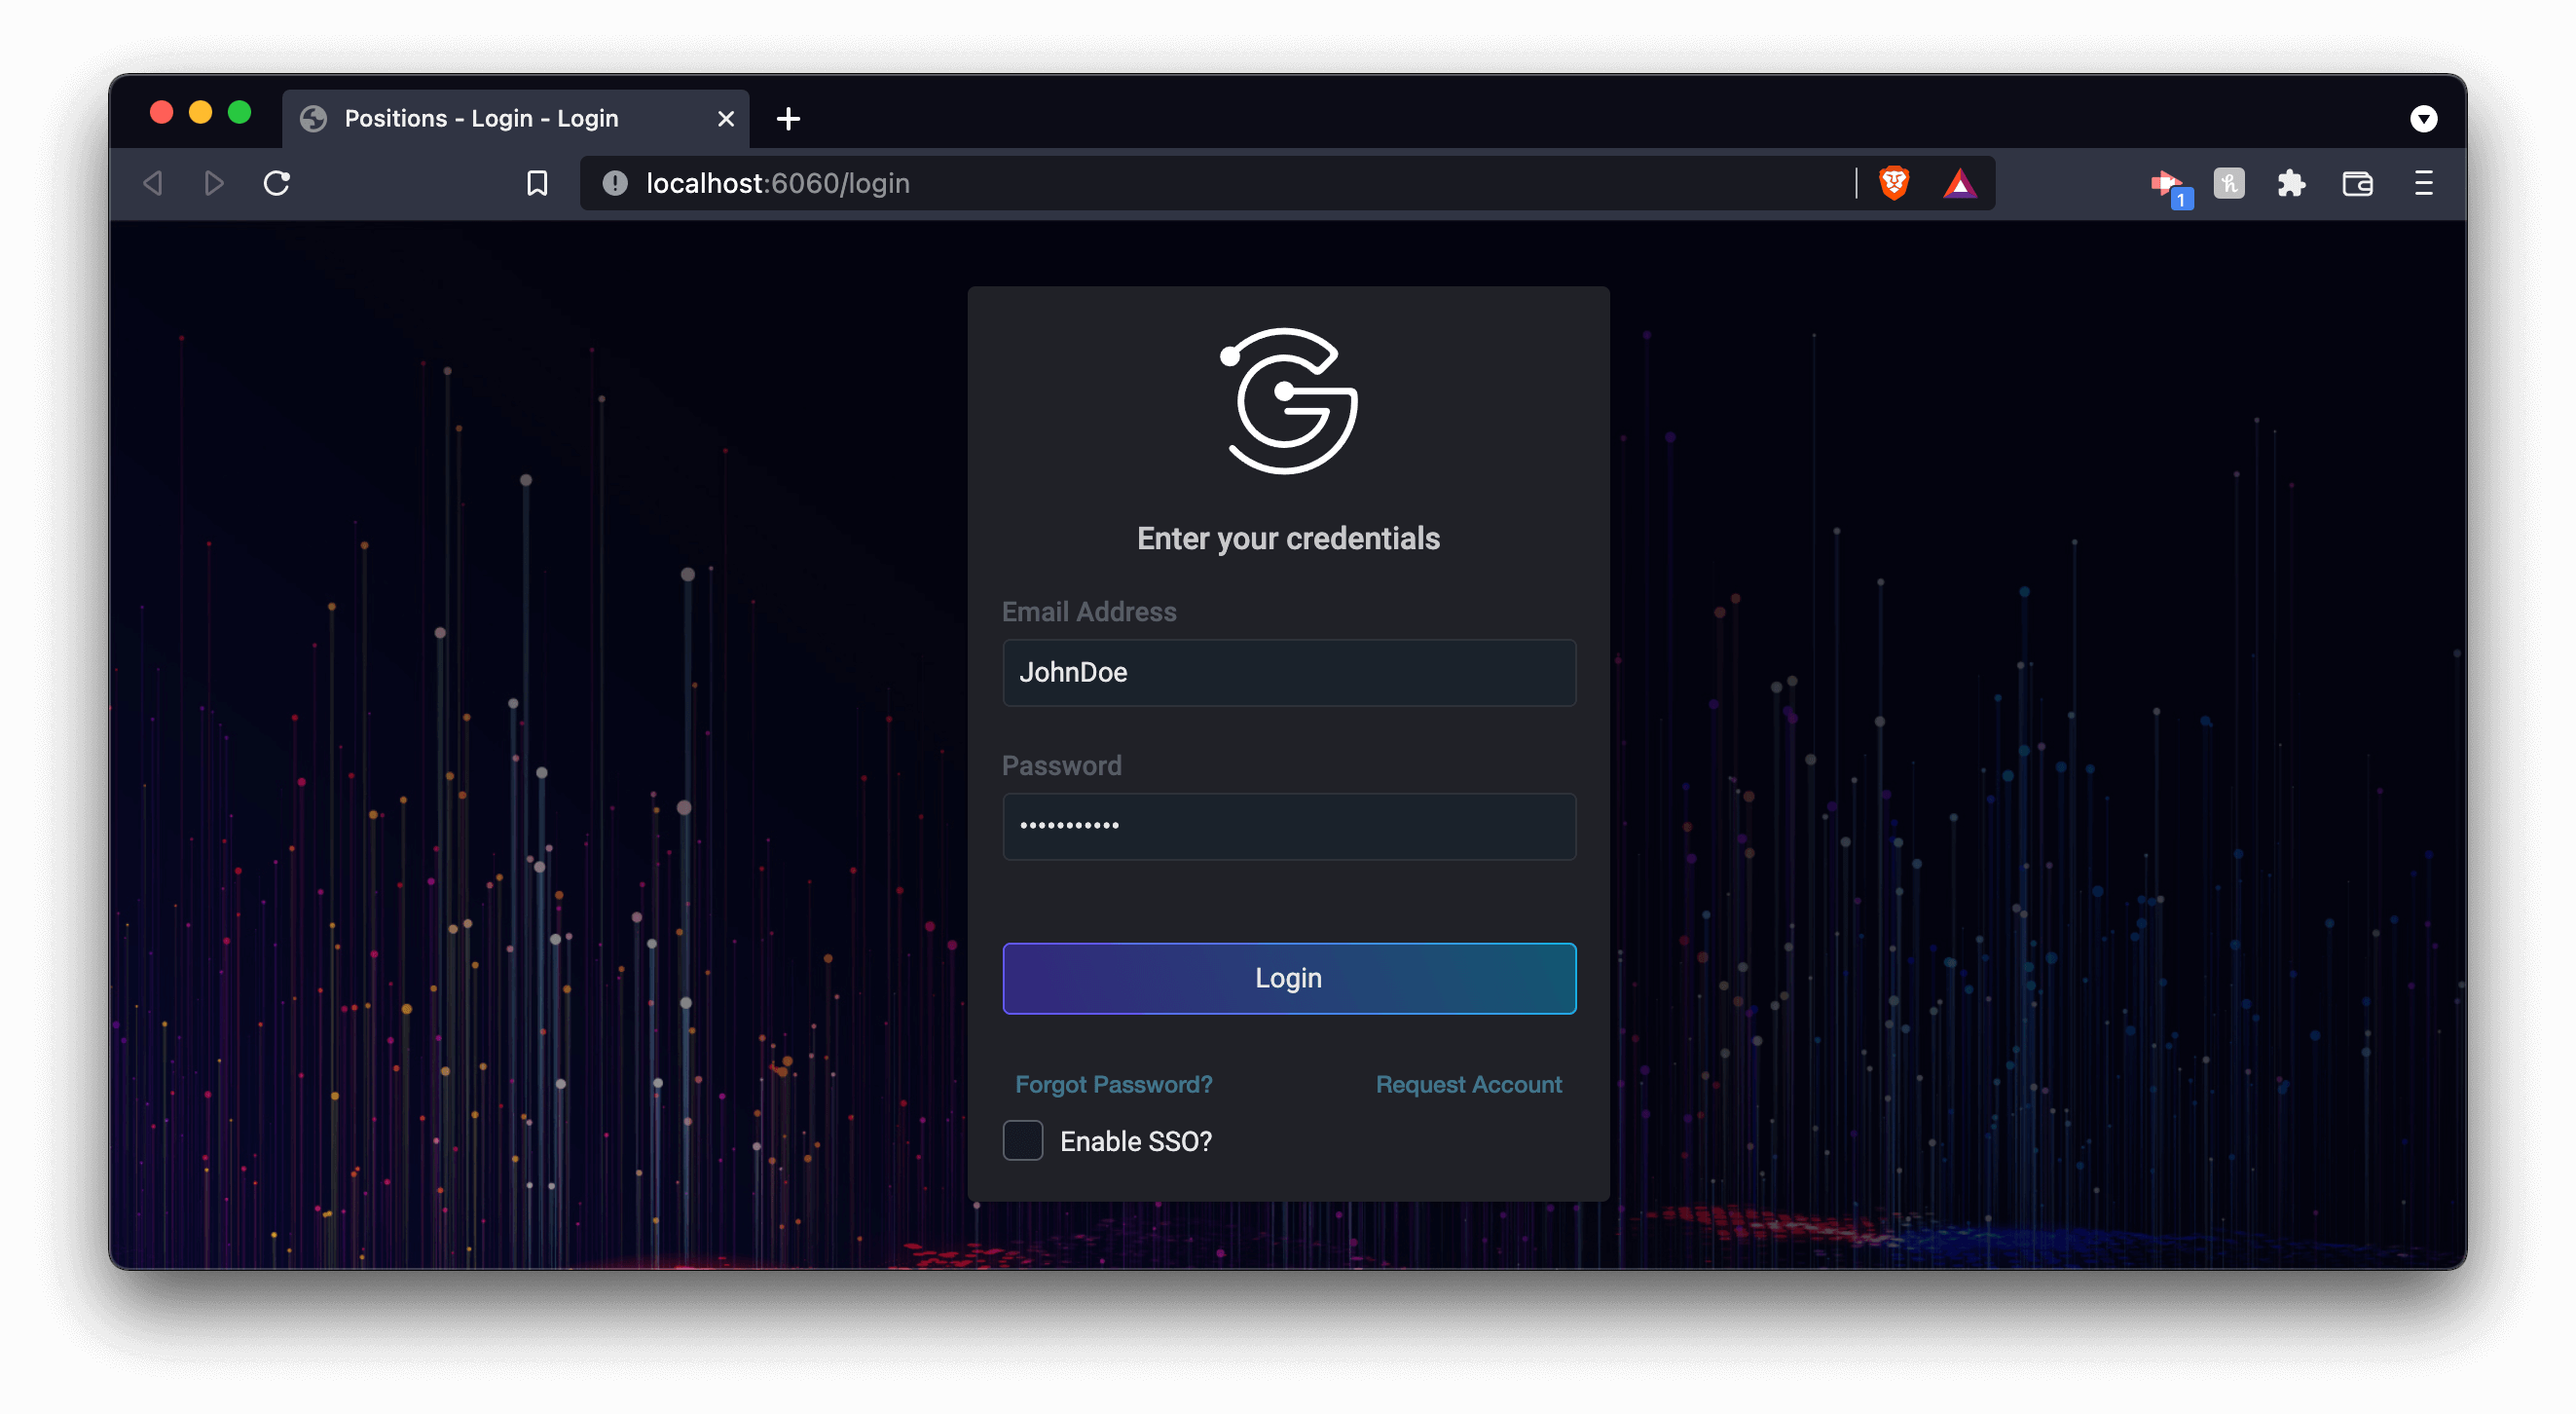 Positions - Login - Login
localhost:6060/login
1
Enter your credentials
Email Address
JohnDoe
Password
•••••••••••
Login
Forgot Password? Request Account
Enable SSO?